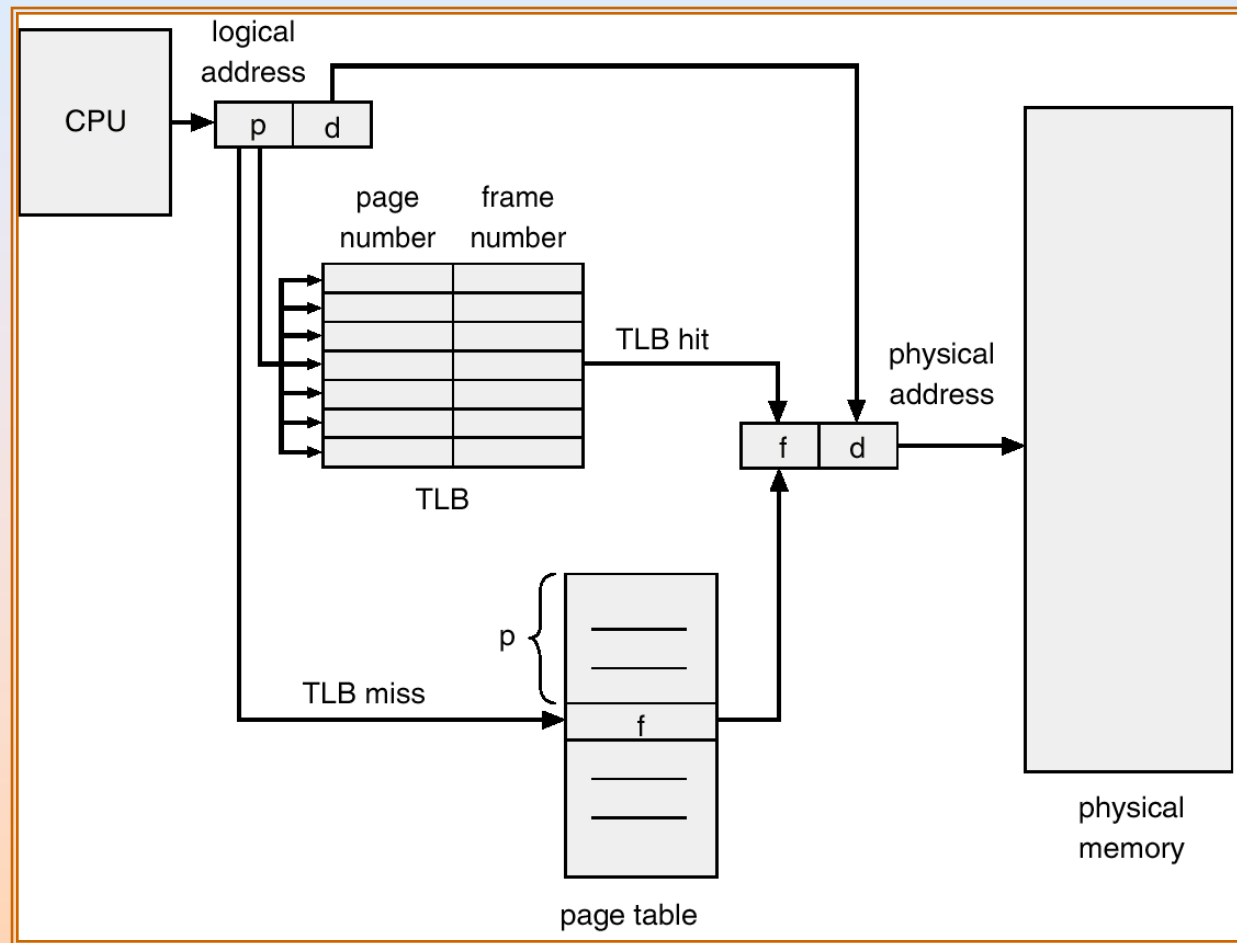 logical
address
CPU
p
d
page
number
frame
number
TLB hit
physical
address
f
d
TLB
p
TLB miss
f
physical
memory
page table